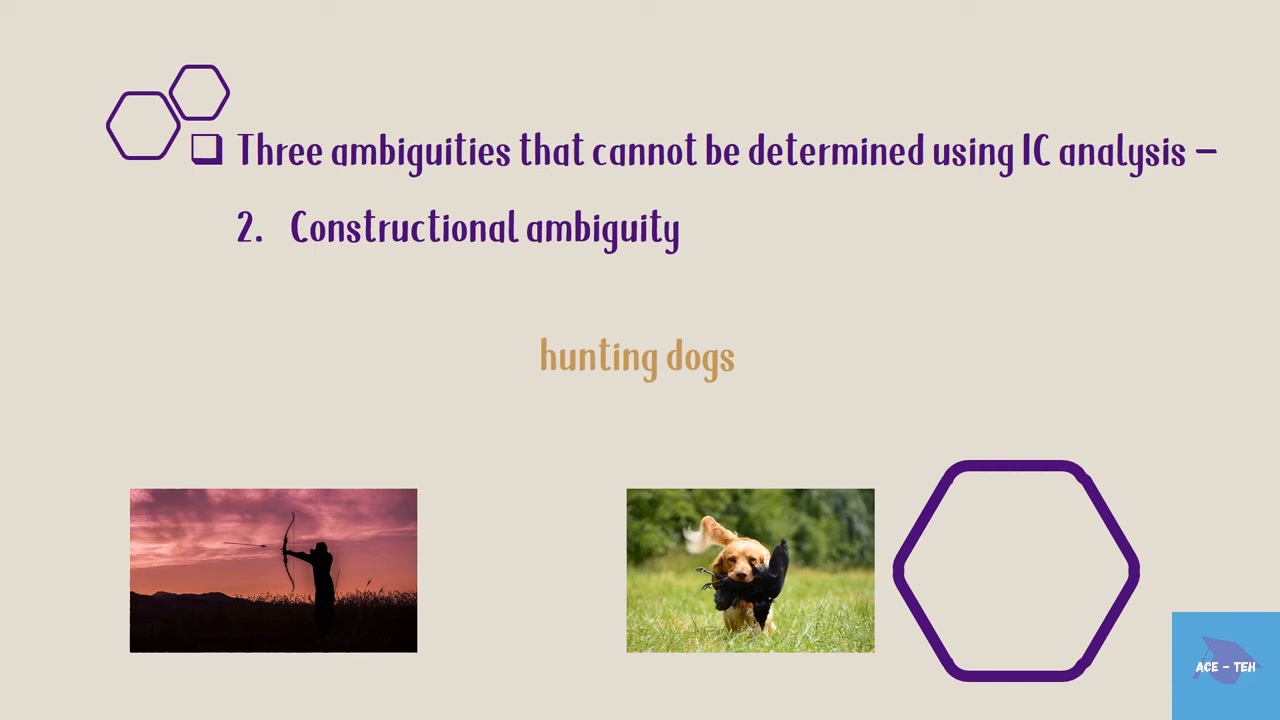 ❑ Three ambiguities that cannot be determined using IC analysis –
2. Constructional ambiguity
hunting dogs
ACE – TEH